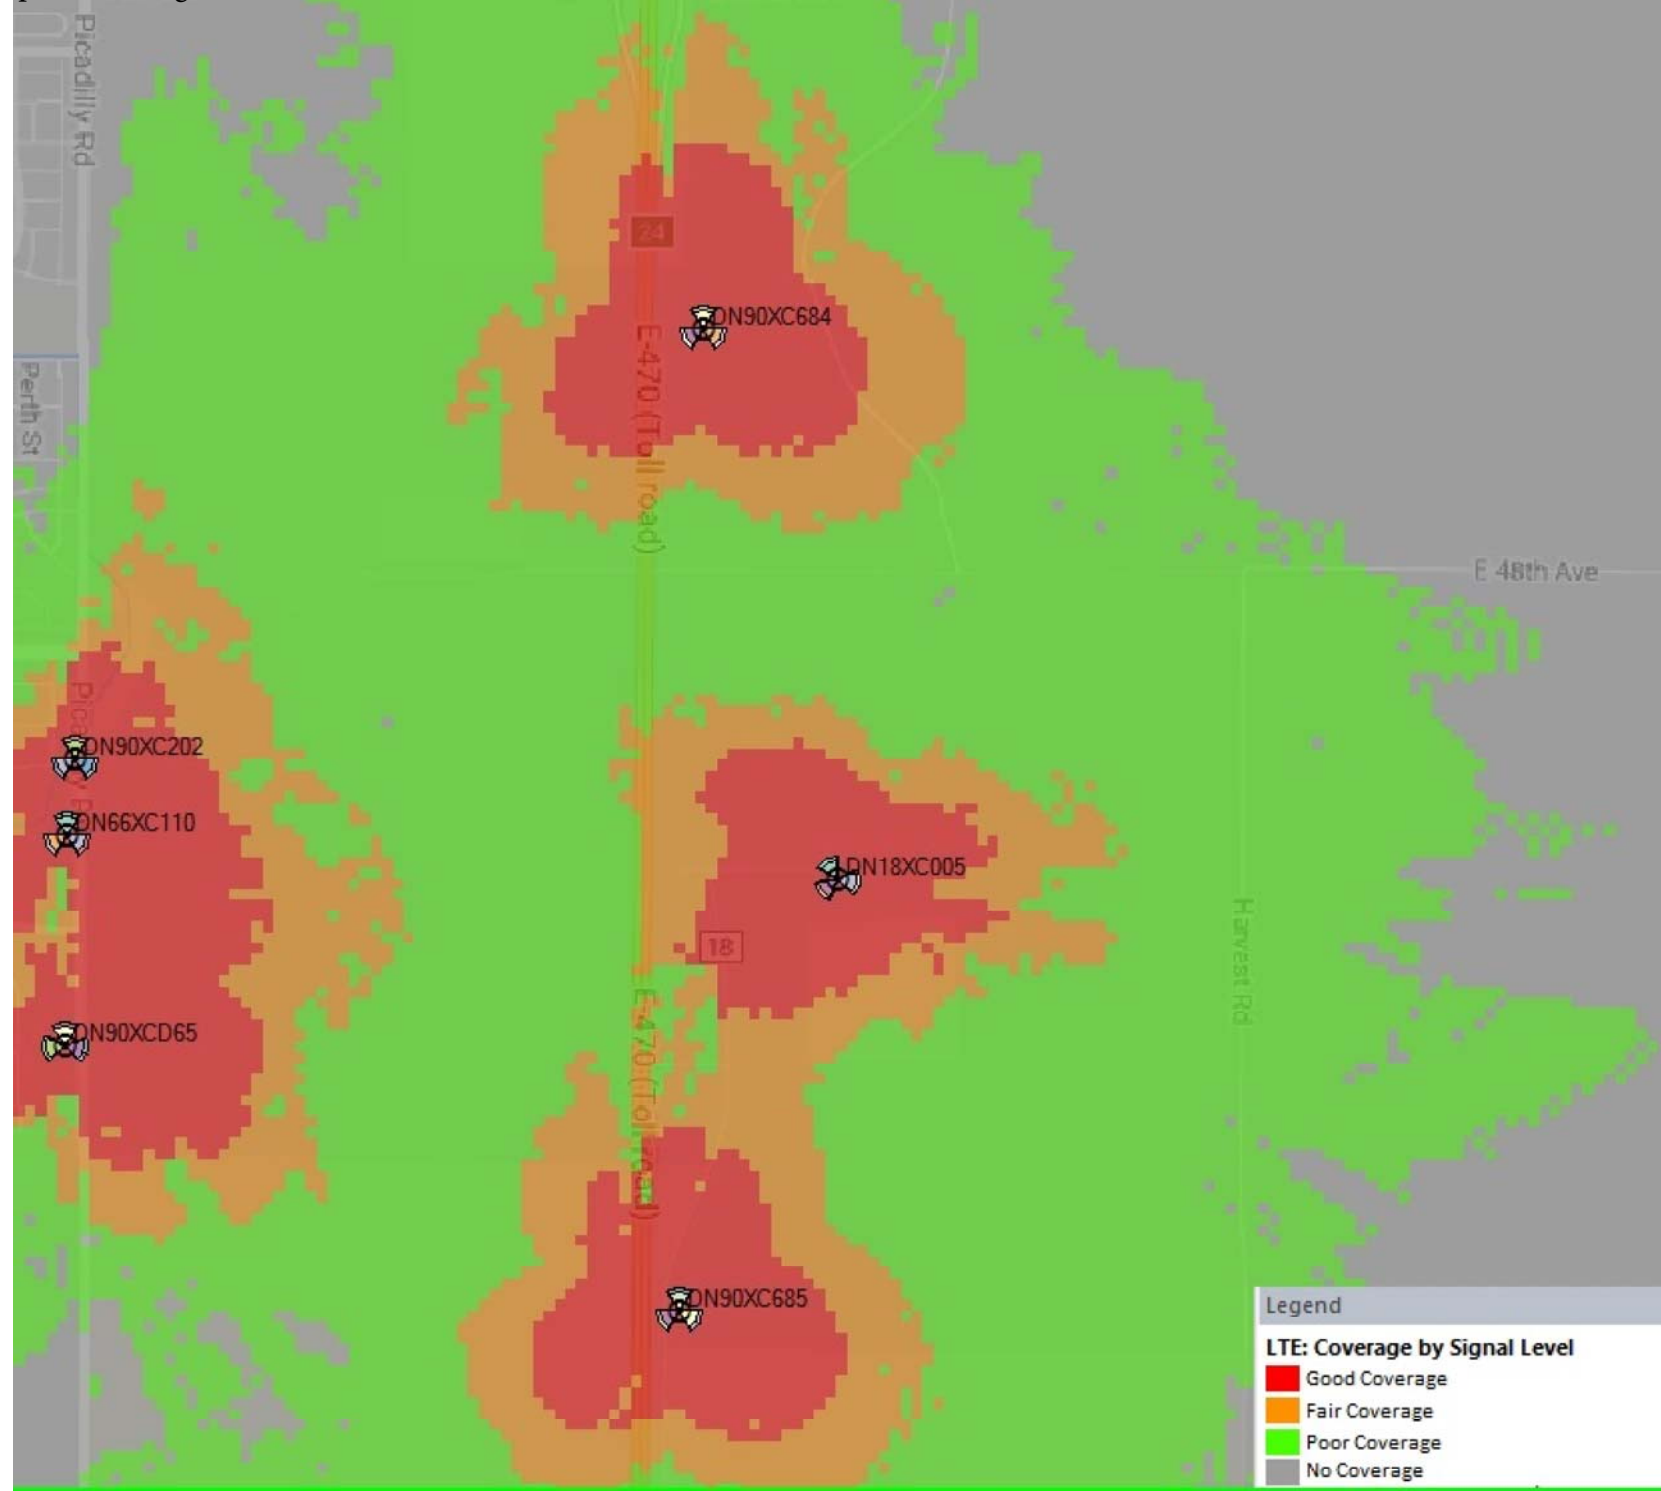 Picadilly Rd
24
DN90XC684
E-470 (Toll road)
Perth St
E 48th Ave
DN90XC202
DN66XC110
DN18XC005
18
Harvest Rd
DN90XCD65
E-470 (Toll road)
DN90XC685
Legend
LTE: Coverage by Signal Level
Good Coverage
Fair Coverage
Poor Coverage
No Coverage